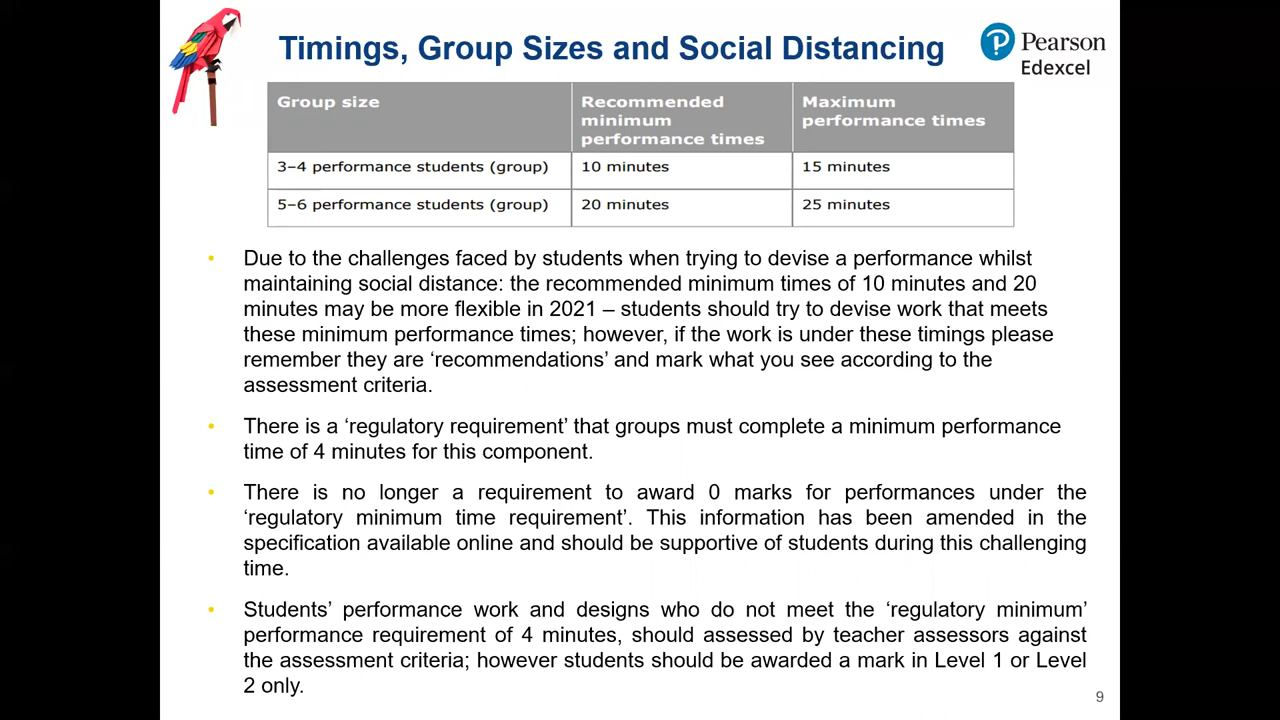 Timings, Group Sizes and Social Distancing
Pearson
Edexcel
Group size
Recommended minimum performance times
Maximum performance times
3–4 performance students (group)
10 minutes
15 minutes
5–6 performance students (group)
20 minutes
25 minutes
• Due to the challenges faced by students when trying to devise a performance whilst
maintaining social distance: the recommended minimum times of 10 minutes and 20
minutes may be more flexible in 2021 – students should try to devise work that meets
these minimum performance times; however, if the work is under these timings please
remember they are ‘recommendations’ and mark what you see according to the
assessment criteria.
• There is a ‘regulatory requirement’ that groups must complete a minimum performance
time of 4 minutes for this component.
• There is no longer a requirement to award 0 marks for performances under the
‘regulatory minimum time requirement’. This information has been amended in the
specification available online and should be supportive of students during this challenging
time.
• Students’ performance work and designs who do not meet the ‘regulatory minimum’
performance requirement of 4 minutes, should assessed by teacher assessors against
the assessment criteria; however students should be awarded a mark in Level 1 or Level
2 only.
9